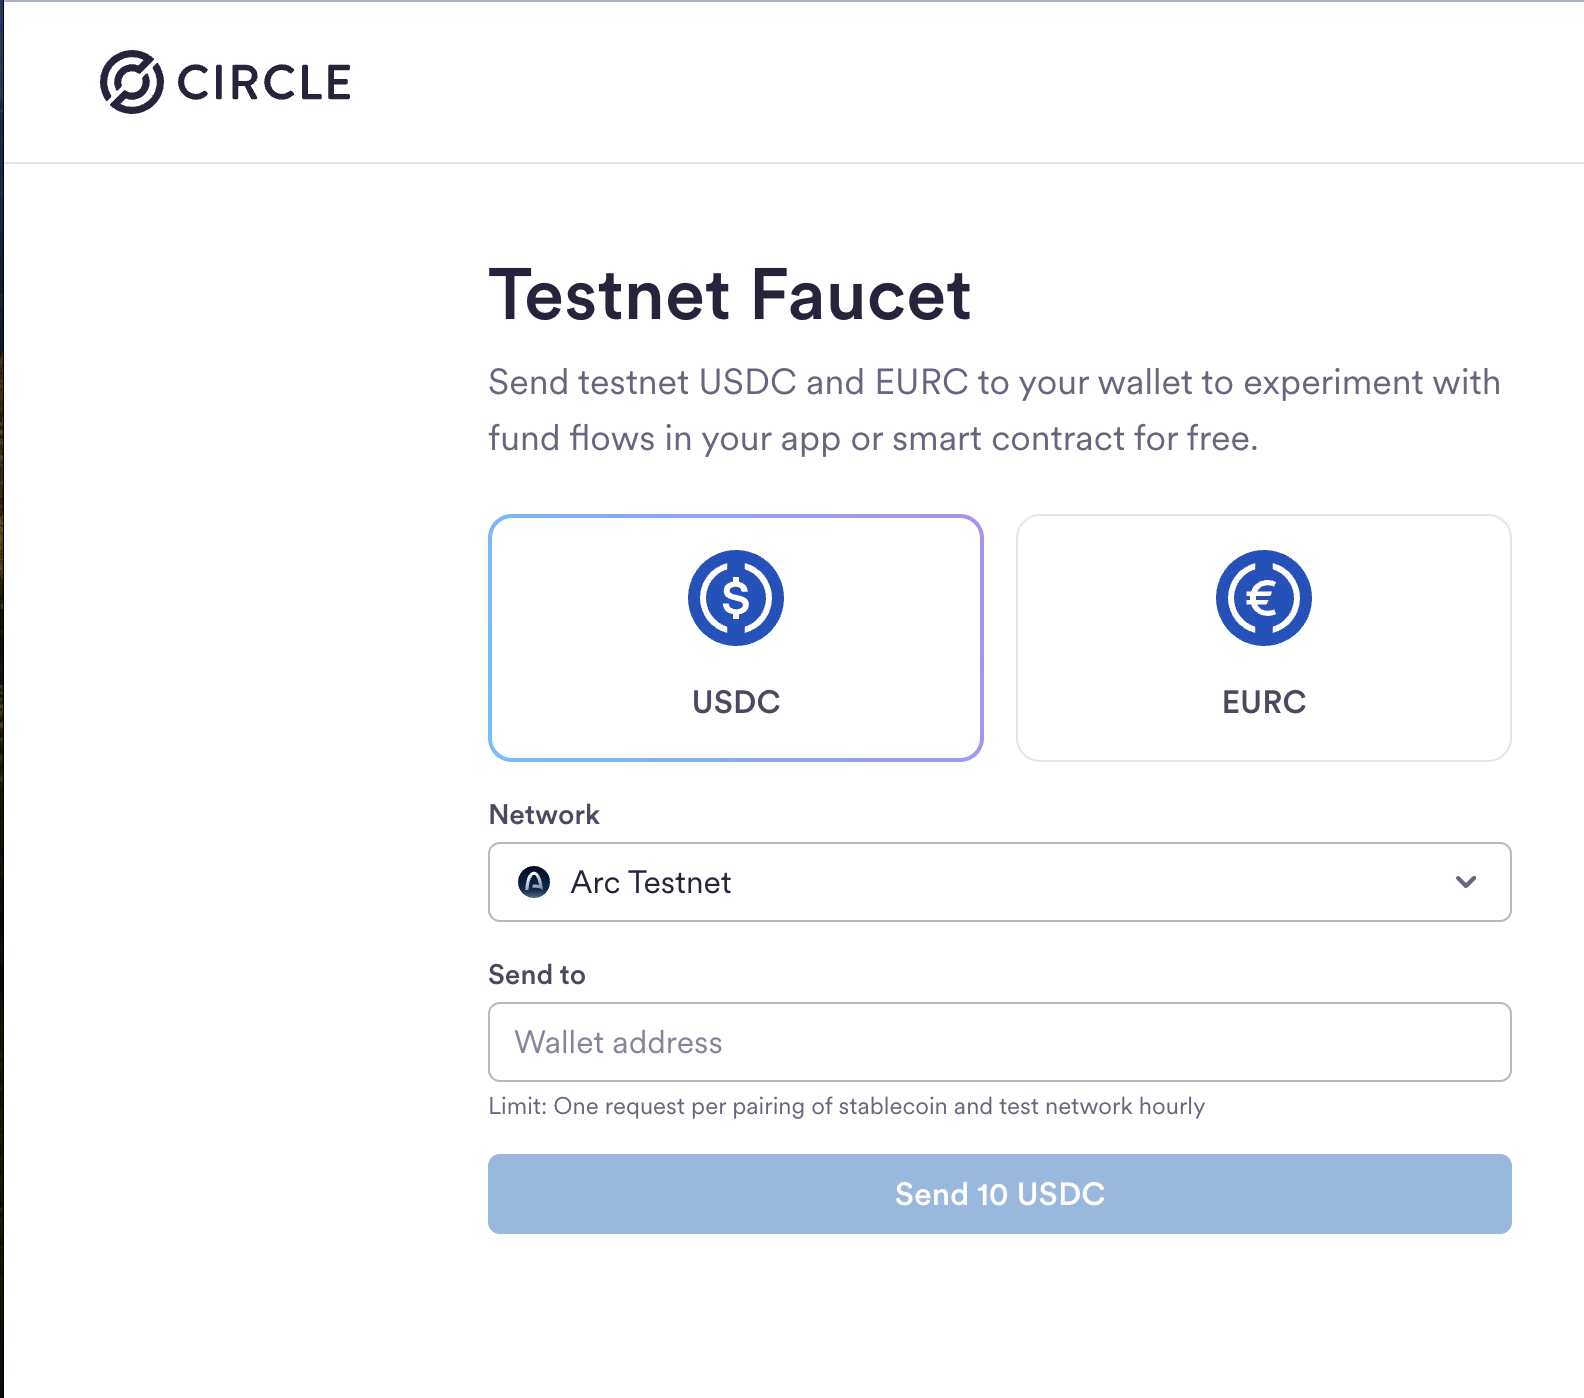 CIRCLE
Testnet Faucet
Send testnet USDC and EURC to your wallet to experiment with
fund flows in your app or smart contract for free.
$
€
USDC
EURC
Network
Arc Testnet
Send to
Wallet address
Limit: One request per pairing of stablecoin and test network hourly
Send 10 USDC